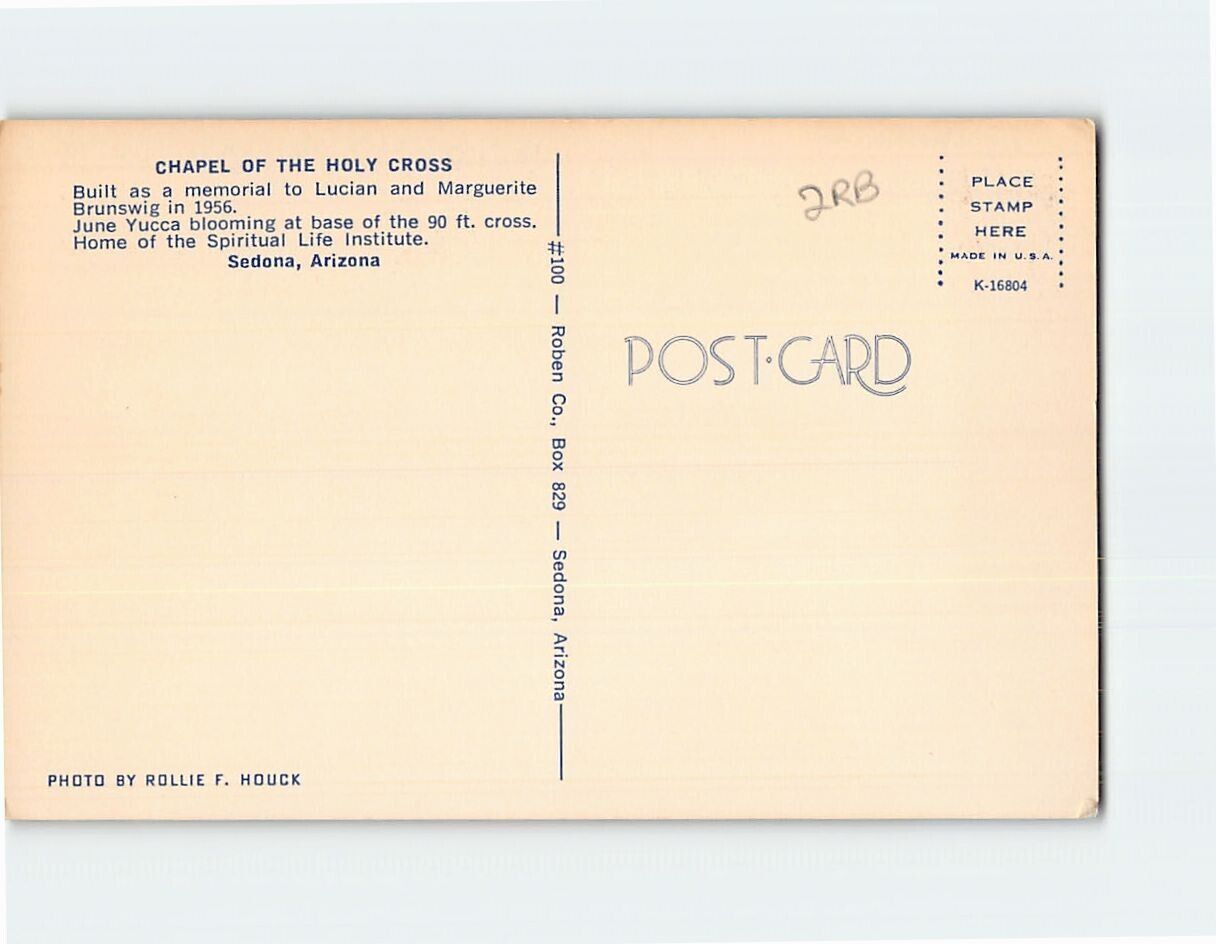 CHAPEL OF THE HOLY CROSS
Built as a memorial to Lucian and Marguerite
Brunswig in 1956.
June Yucca blooming at base of the 90 ft. cross.
Home of the Spiritual Life Institute.
Sedona, Arizona
PHOTO BY ROLLIE F. HOUCK
#100 — Roben Co., Box 829 — Sedona, Arizona
2RB
PLACE
STAMP
HERE
MADE IN U.S.A.
K-16804
POST·CARD